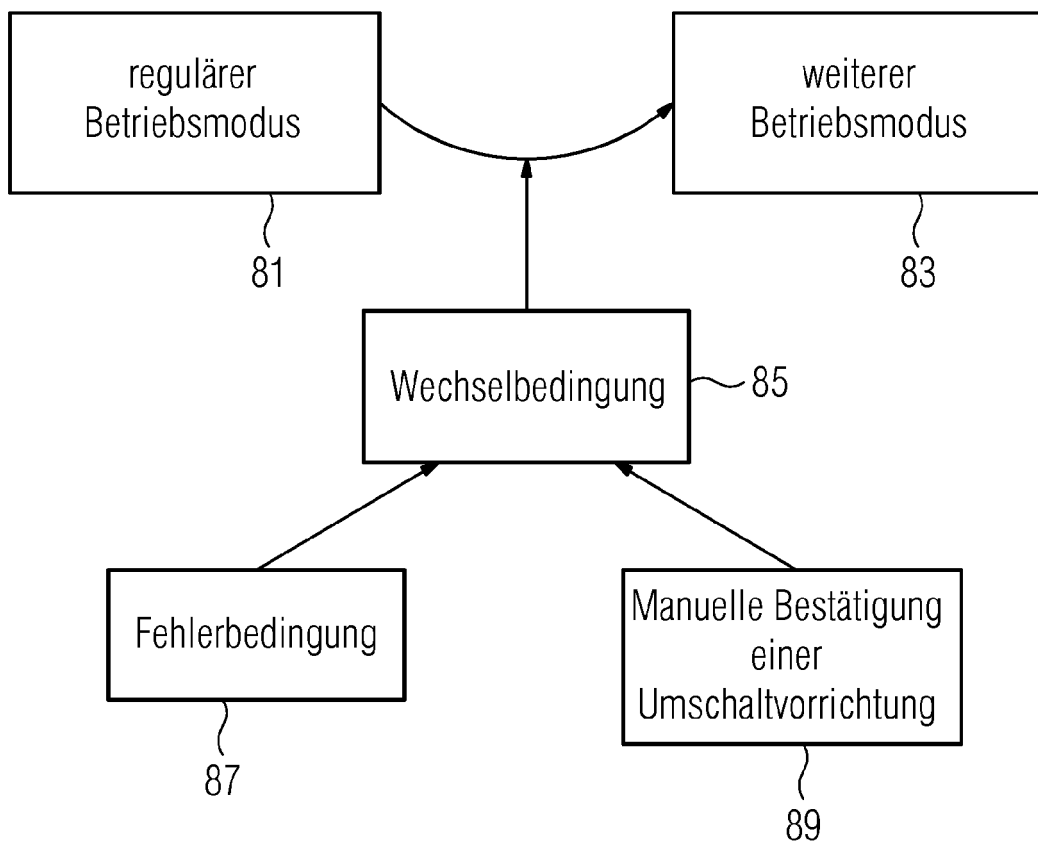 regulärer
Betriebsmodus
weiterer
Betriebsmodus
81
83
Wechselbedingung
85
Fehlerbedingung
Manuelle Bestätigung
einer
Umschaltvorrichtung
87
89